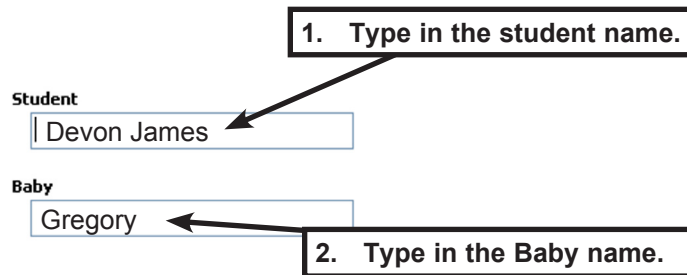 1. Type in the student name.
Student
Devon James
Baby
Gregory
2. Type in the Baby name.